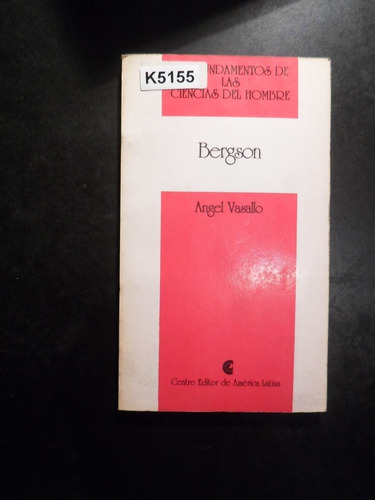 K5155
NDAMENTOS DE
LAS
CIENCIAS DEL HOMBRE
Bergson
Angel Vasallo
Centro Editor de América Latina